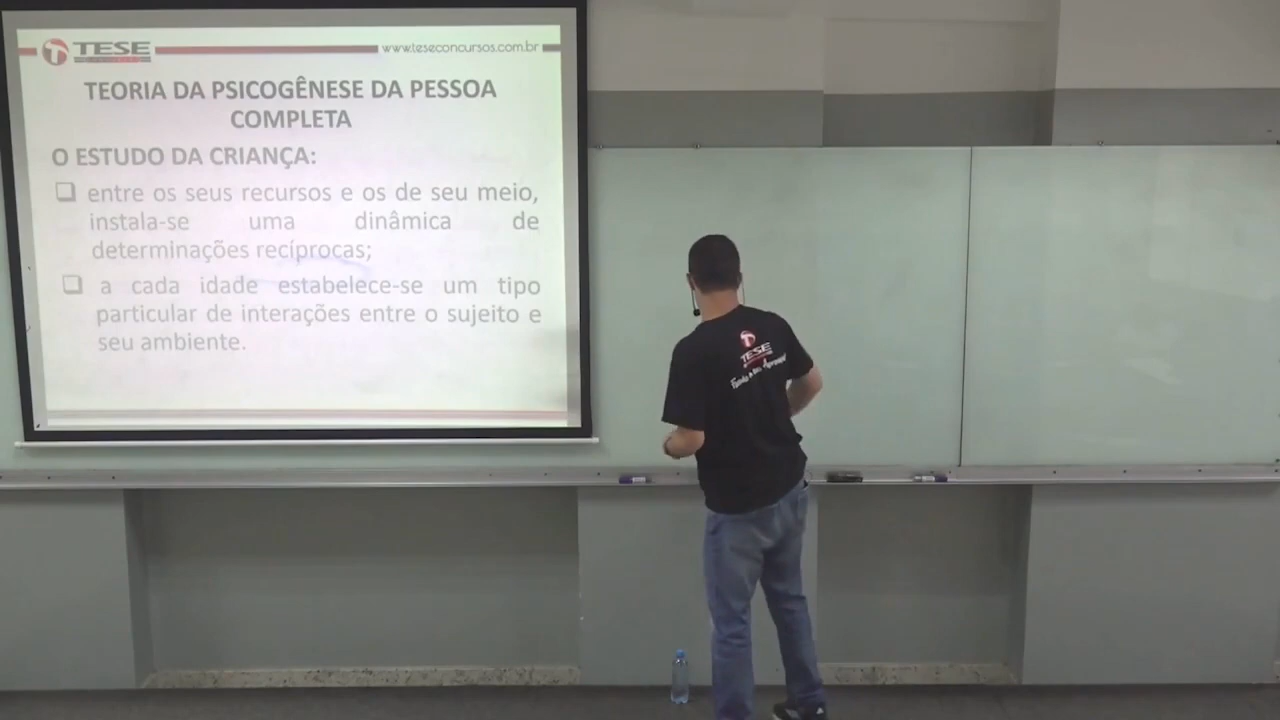 TESE
www.teseconcursos.com.br
TEORIA DA PSICOGÊNESE DA PESSOA
COMPLETA
O ESTUDO DA CRIANÇA:
entre os seus recursos e os de seu meio,
instala-se uma dinâmica de
determinações recíprocas;
a cada idade estabelece-se um tipo
particular de interações entre o sujeito e
seu ambiente.
TESE